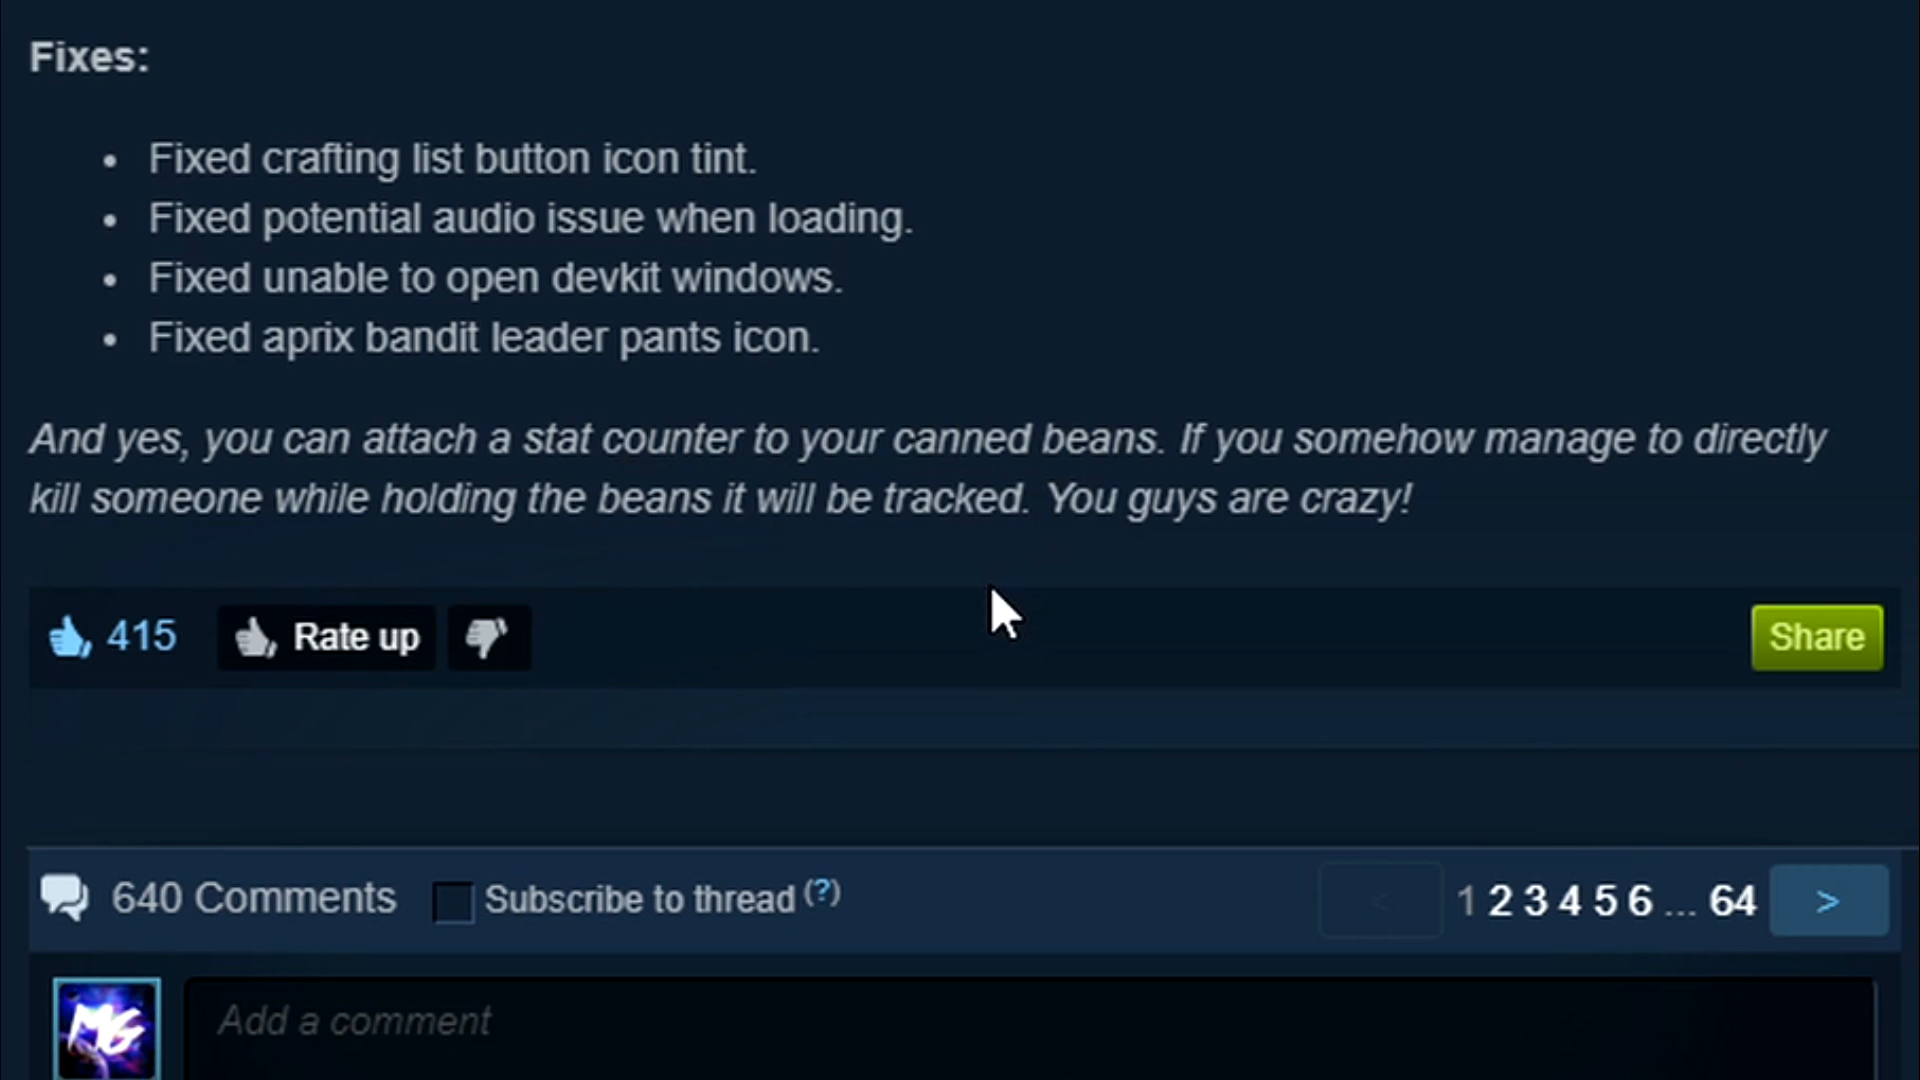 Fixes:
Fixed crafting list button icon tint.
Fixed potential audio issue when loading.
Fixed unable to open devkit windows.
Fixed aprix bandit leader pants icon.
And yes, you can attach a stat counter to your canned beans. If you somehow manage to directly
kill someone while holding the beans it will be tracked. You guys are crazy!
415 Rate up Share
640 Comments Subscribe to thread (?) < 1 2 3 4 5 6 ... 64 >
MG Add a comment